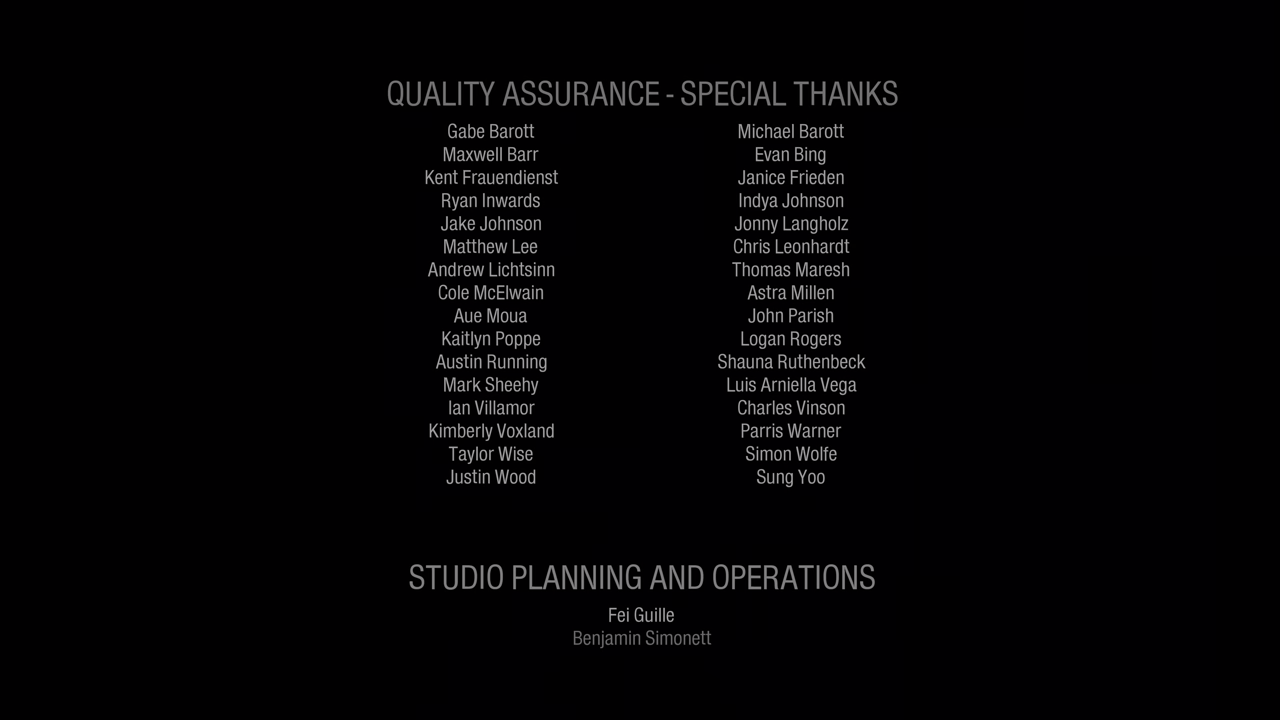 QUALITY ASSURANCE - SPECIAL THANKS
Gabe Barott Michael Barott
Maxwell Barr Evan Bing
Kent Frauendienst Janice Frieden
Ryan Inwards Indya Johnson
Jake Johnson Jonny Langholz
Matthew Lee Chris Leonhardt
Andrew Lichtsinn Thomas Maresh
Cole McElwain Astra Millen
Aue Moua John Parish
Kaitlyn Poppe Logan Rogers
Austin Running Shauna Ruthenbeck
Mark Sheehy Luis Arniella Vega
Ian Villamor Charles Vinson
Kimberly Voxland Parris Warner
Taylor Wise Simon Wolfe
Justin Wood Sung Yoo
STUDIO PLANNING AND OPERATIONS
Fei Guille
Benjamin Simonett